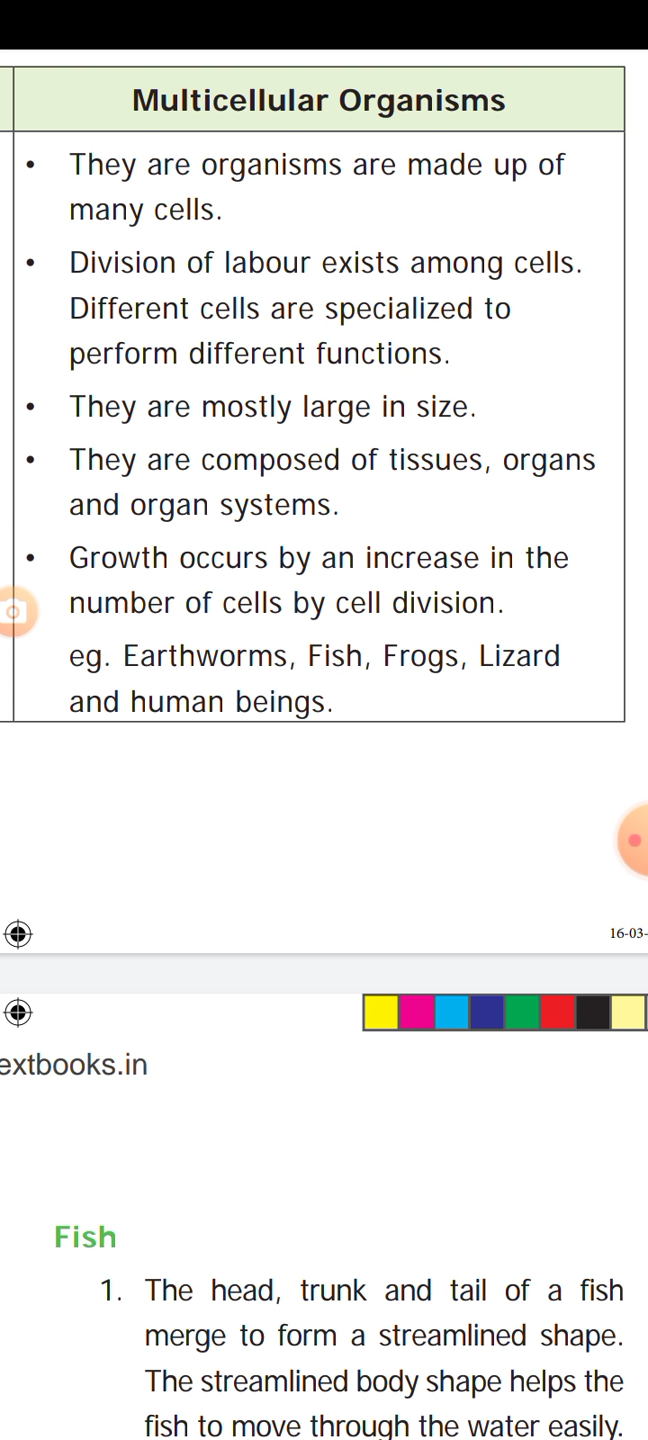 Multicellular Organisms
• They are organisms are made up of
many cells.
• Division of labour exists among cells.
Different cells are specialized to
perform different functions.
• They are mostly large in size.
• They are composed of tissues, organs
and organ systems.
• Growth occurs by an increase in the
number of cells by cell division.
eg. Earthworms, Fish, Frogs, Lizard
and human beings.
16-03-
extbooks.in
Fish
1. The head, trunk and tail of a fish
merge to form a streamlined shape.
The streamlined body shape helps the
fish to move through the water easily.